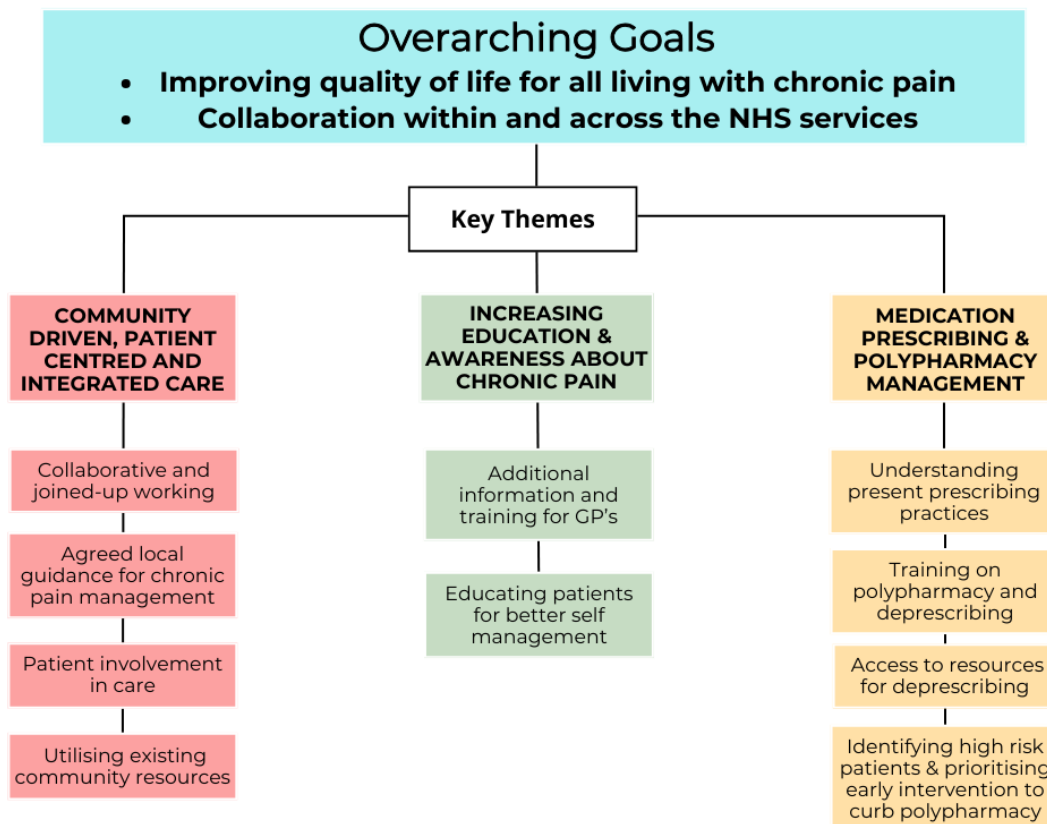 Overarching Goals
• Improving quality of life for all living with chronic pain
• Collaboration within and across the NHS services
Key Themes
COMMUNITY
DRIVEN, PATIENT
CENTRED AND
INTEGRATED CARE
Collaborative and
joined-up working
Agreed local
guidance for chronic
pain management
Patient involvement
in care
Utilising existing
community resources
INCREASING
EDUCATION &
AWARENESS ABOUT
CHRONIC PAIN
Additional
information and
training for GP's
Educating patients
for better self
management
MEDICATION
PRESCRIBING &
POLYPHARMACY
MANAGEMENT
Understanding
present prescribing
practices
Training on
polypharmacy and
deprescribing
Access to resources
for deprescribing
Identifying high risk
patients & prioritising
early intervention to
curb polypharmacy